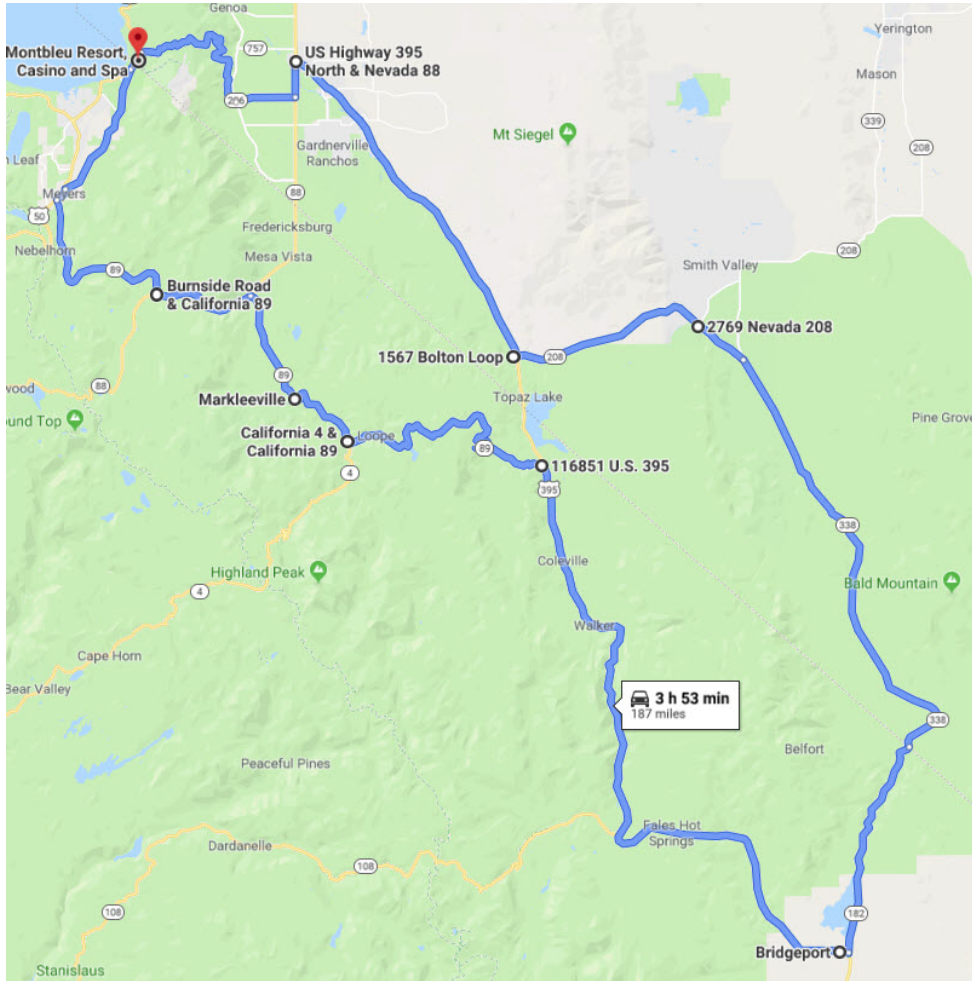 Genoa
Yerington
Montbleu Resort,
Casino and Spa
757
US Highway 395
North & Nevada 88
Mason
206
339
Mt Siegel
Gardnerville
Ranchos
208
n Leaf
88
Meyers
50
Fredericksburg
Nebelhorn
Mesa Vista
208
Smith Valley
89
Burnside Road
& California 89
2769 Nevada 208
1567 Bolton Loop
208
89
88
wood
Markleeville
Topaz Lake
ound Top
Pine Grove
California 4 &
California 89
Loope
89
4
116851 U.S. 395
395
338
Coleville
Highland Peak
Bald Mountain
4
Walker
Cape Horn
Bear Valley
3 h 53 min
187 miles
338
Belfort
Peaceful Pines
Fales Hot
Springs
Dardanelle
108
108
182
Bridgeport
Stanislaus